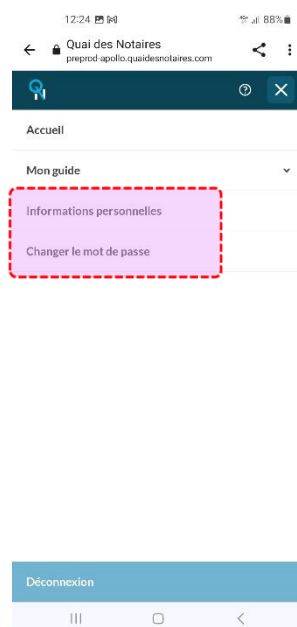 12:24
88%
Quai des Notaires
preprod-apollo.quaidesnotaires.com
QN
Accueil
Mon guide
Informations personnelles
Changer le mot de passe
Déconnexion